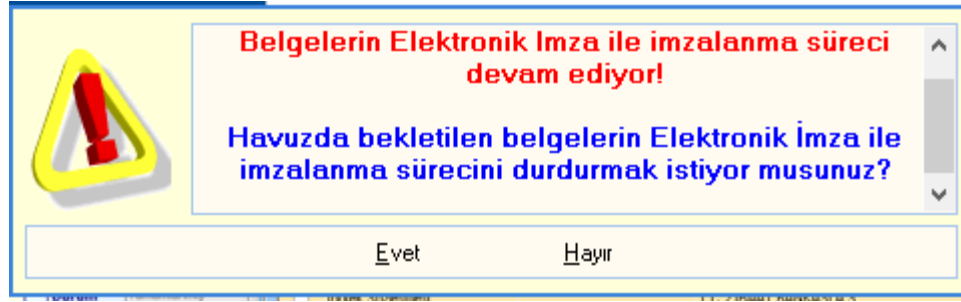 Belgelerin Elektronik Imza ile imzalanma süreci
devam ediyor!
Havuzda bekletilen belgelerin Elektronik İmza ile
imzalanma sürecini durdurmak istiyor musunuz?
Evet Hayır